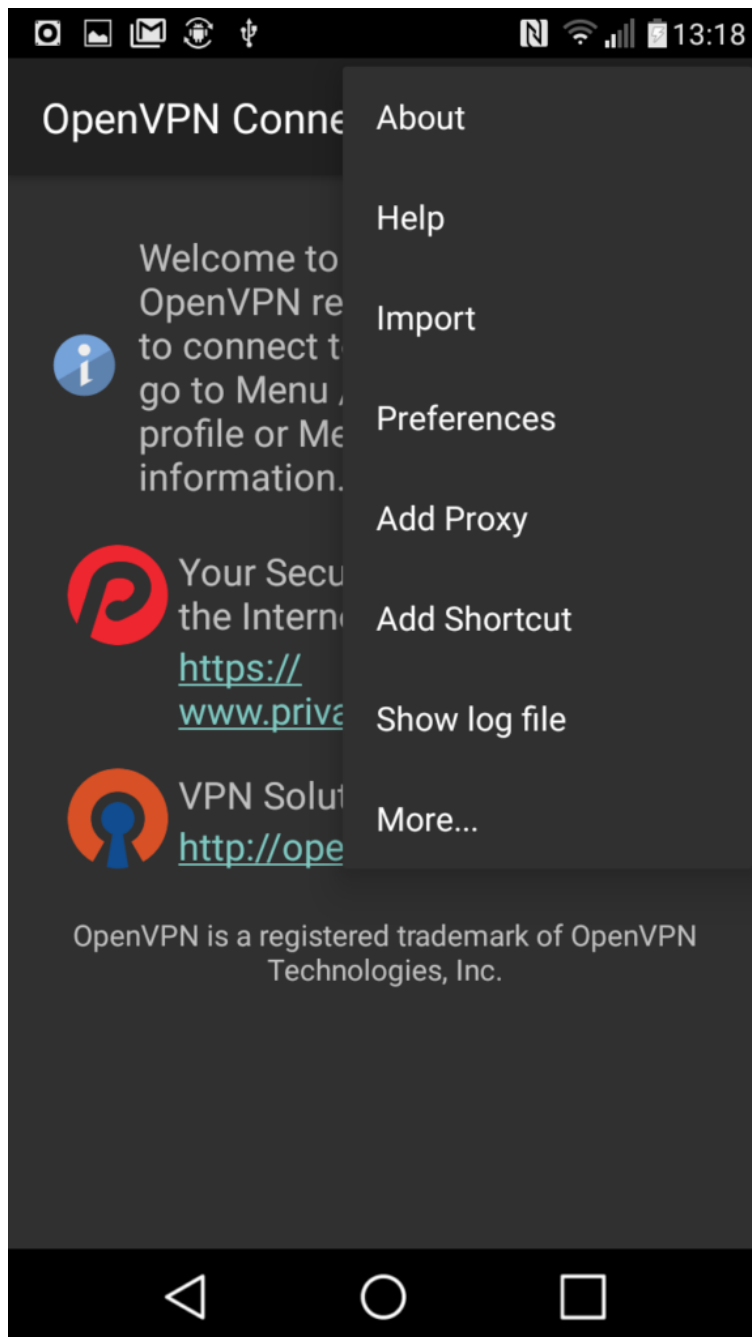 13:18
OpenVPN Conne
About
Help
Import
Preferences
Add Proxy
Add Shortcut
Show log file
More...
Welcome to
OpenVPN re
to connect t
go to Menu /
profile or Me
information.
Your Secu
the Intern
https://
www.priva
VPN Solut
http://ope
OpenVPN is a registered trademark of OpenVPN
Technologies, Inc.